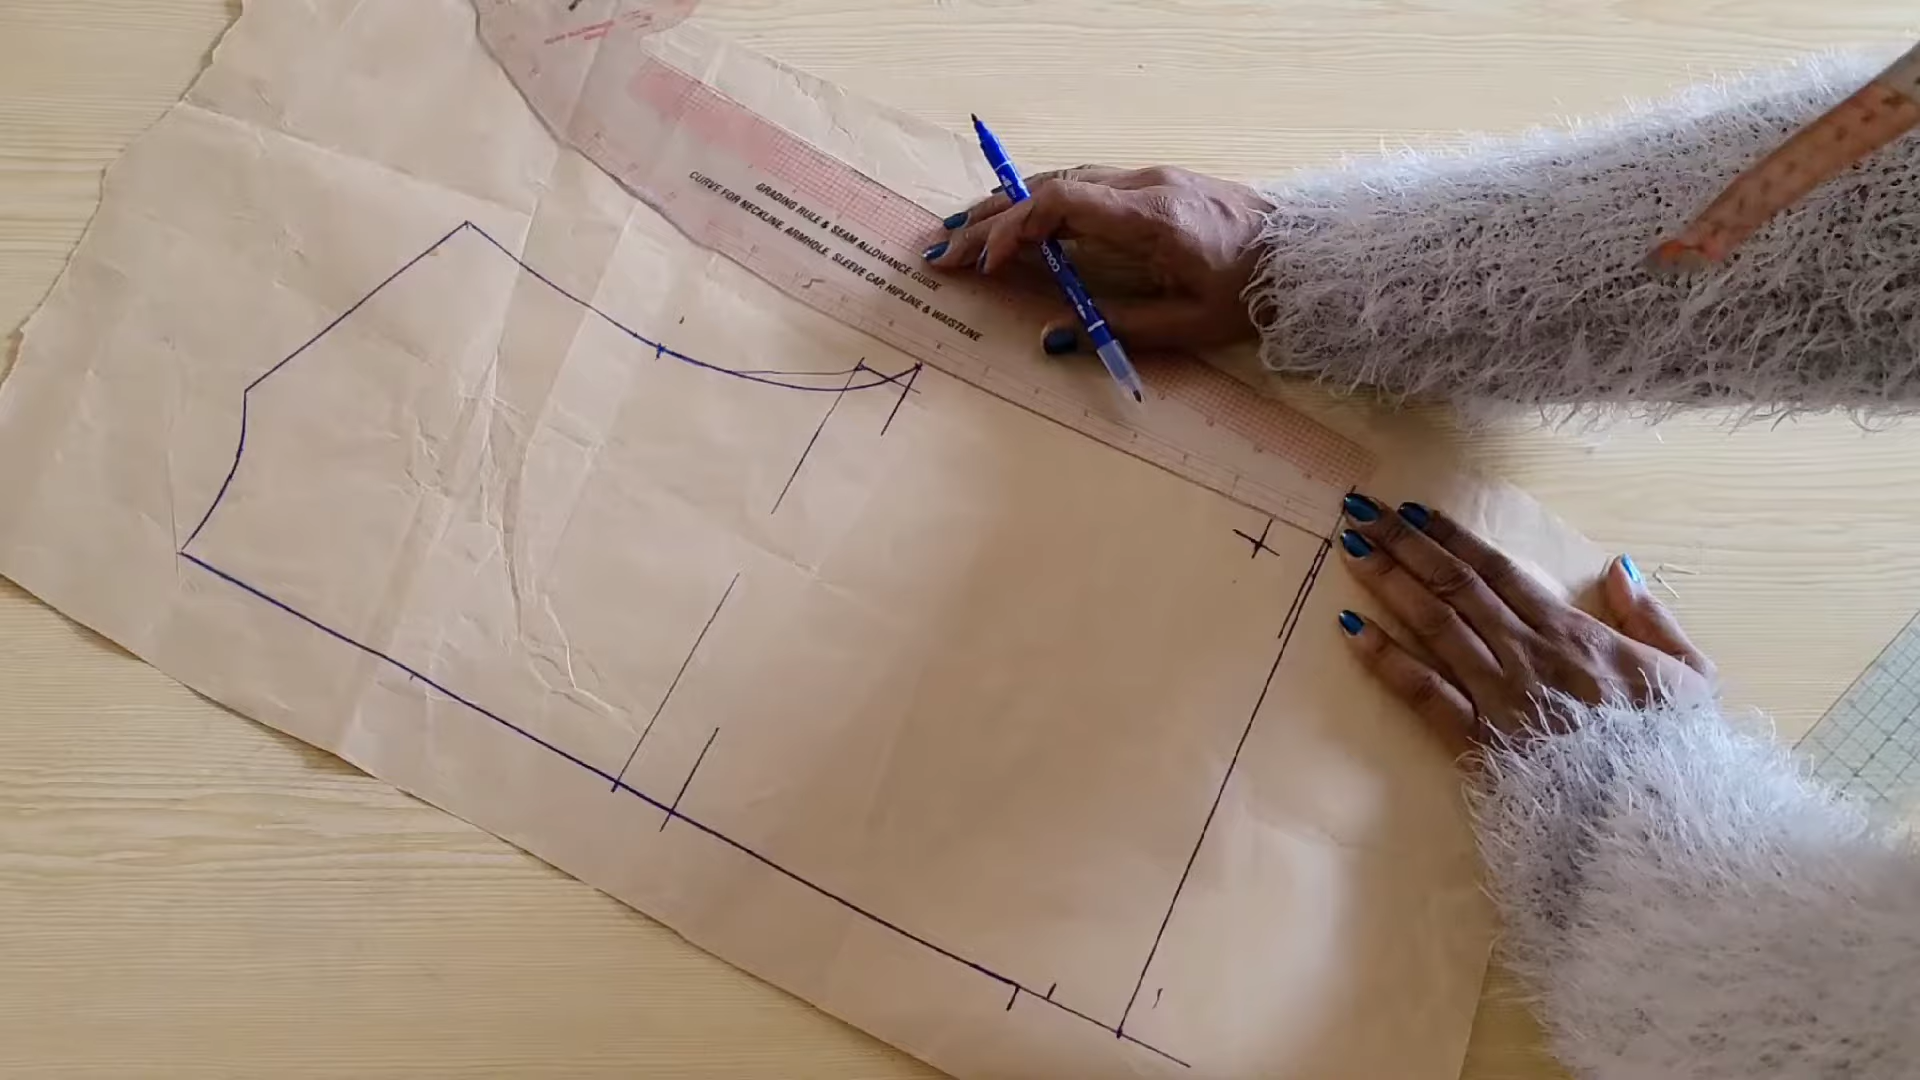 GRADING RULE & SEAM ALLOWANCE GUIDE
CURVE FOR NECKLINE, ARMHOLE, SLEEVE CAP, HIPLINE & WAISTLINE